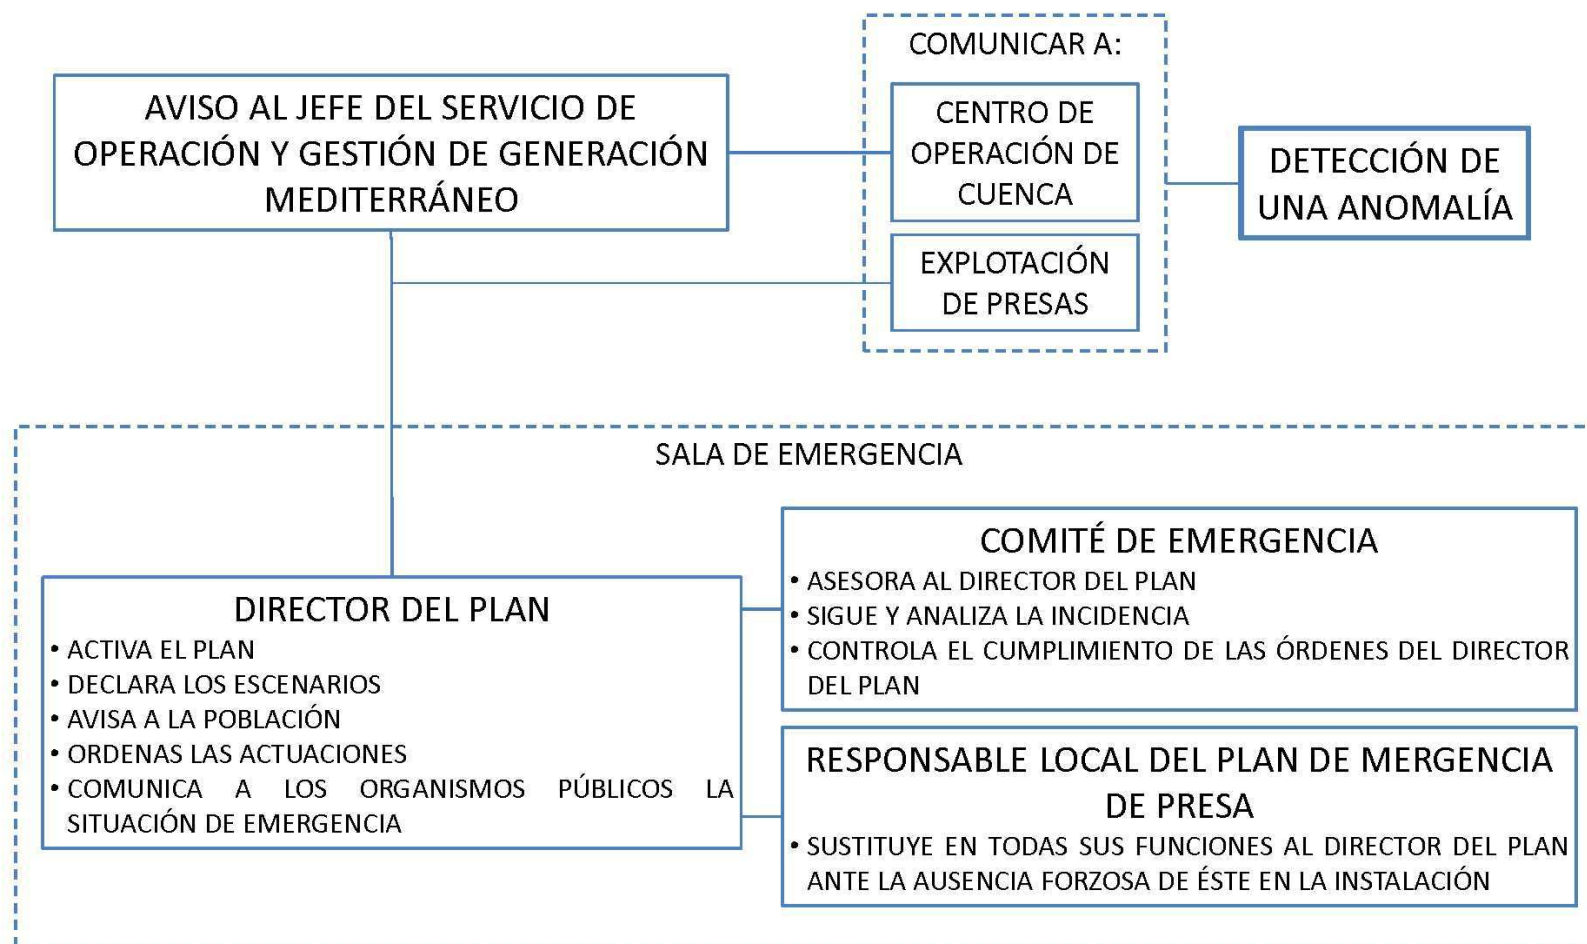 COMUNICAR A:
AVISO AL JEFE DEL SERVICIO DE
OPERACIÓN Y GESTIÓN DE GENERACIÓN
MEDITERRÁNEO
CENTRO DE
OPERACIÓN DE
CUENCA
EXPLOTACIÓN
DE PRESAS
DETECCIÓN DE
UNA ANOMALÍA
SALA DE EMERGENCIA
DIRECTOR DEL PLAN
• ACTIVA EL PLAN
• DECLARA LOS ESCENARIOS
• AVISA A LA POBLACIÓN
• ORDENAS LAS ACTUACIONES
• COMUNICA A LOS ORGANISMOS PÚBLICOS LA
SITUACIÓN DE EMERGENCIA
COMITÉ DE EMERGENCIA
• ASESORA AL DIRECTOR DEL PLAN
• SIGUE Y ANALIZA LA INCIDENCIA
• CONTROLA EL CUMPLIMIENTO DE LAS ÓRDENES DEL DIRECTOR
DEL PLAN
RESPONSABLE LOCAL DEL PLAN DE MERGENCIA
DE PRESA
• SUSTITUYE EN TODAS SUS FUNCIONES AL DIRECTOR DEL PLAN
ANTE LA AUSENCIA FORZOSA DE ÉSTE EN LA INSTALACIÓN